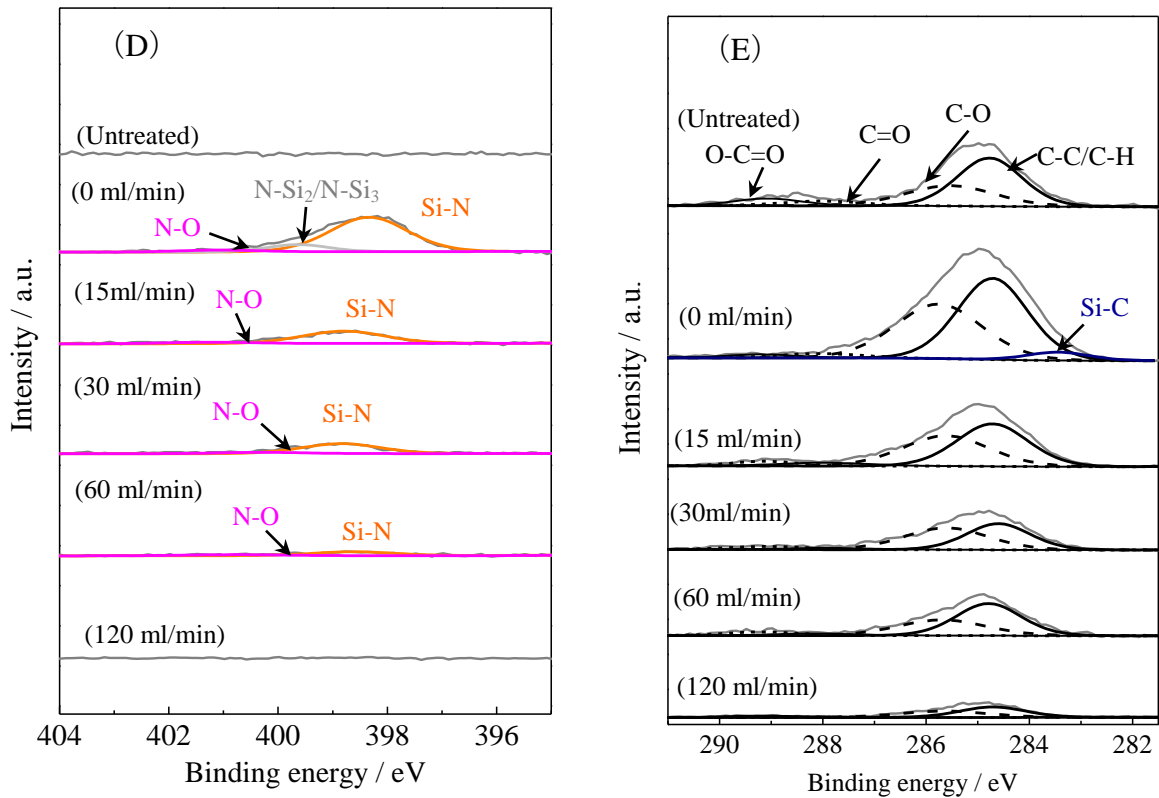 (D)
(Untreated)
(0 ml/min)
N-Si₂/N-Si₃
Si-N
N-O
(15ml/min)
N-O
Si-N
(30 ml/min)
N-O
Si-N
(60 ml/min)
N-O
Si-N
(120 ml/min)
404 402 400 398 396
Binding energy / eV
Intensity / a.u.
(E)
C-O
(Untreated)
C=O
O-C=O
C-C/C-H
(0 ml/min)
Si-C
(15 ml/min)
(30ml/min)
(60 ml/min)
(120 ml/min)
290 288 286 284 282
Binding energy / eV
Intensity / a.u.